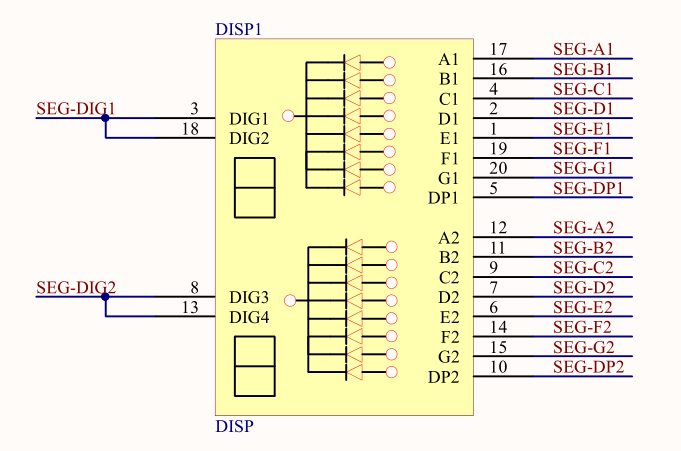 DISP1
SEG-DIG1 3 DIG1
18 DIG2
A1 17 SEG-A1
B1 16 SEG-B1
C1 4 SEG-C1
D1 2 SEG-D1
E1 1 SEG-E1
F1 19 SEG-F1
G1 20 SEG-G1
DP1 5 SEG-DP1
SEG-DIG2 8 DIG3
13 DIG4
A2 12 SEG-A2
B2 11 SEG-B2
C2 9 SEG-C2
D2 7 SEG-D2
E2 6 SEG-E2
F2 14 SEG-F2
G2 15 SEG-G2
DP2 10 SEG-DP2
DISP